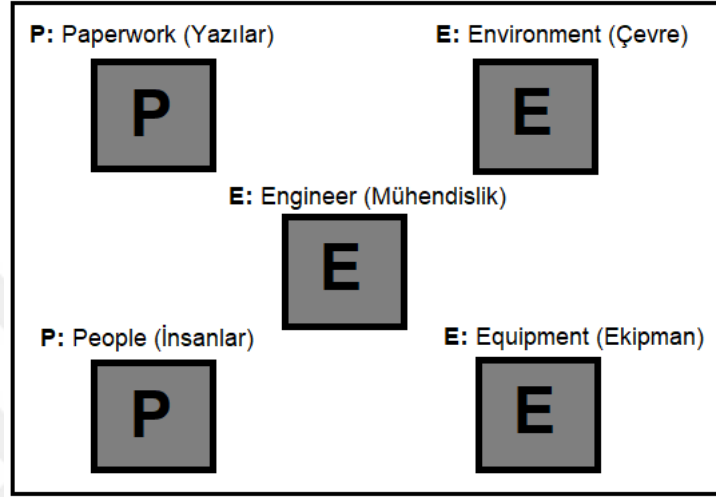 P: Paperwork (Yazılar)
E: Environment (Çevre)
P
E
E: Engineer (Mühendislik)
E
P: People (İnsanlar)
E: Equipment (Ekipman)
P
E